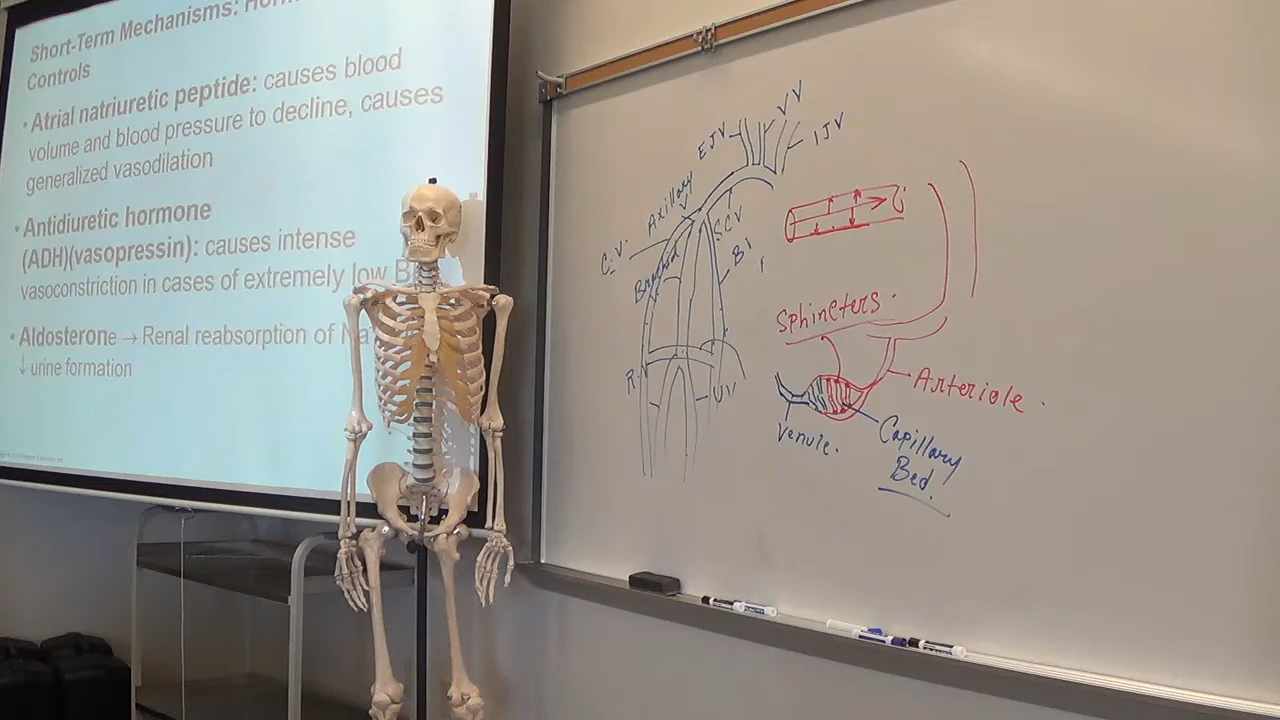 Short-Term Mechanisms:
Controls
• Atrial natriuretic peptide: causes blood
volume and blood pressure to decline, causes
generalized vasodilation
• Antidiuretic hormone
(ADH)(vasopressin): causes intense
vasoconstriction in cases of extremely low
• Aldosterone → Renal reabsorption of
↓ urine formation
EJV
VV
IJV
Axillary
SCV
C.V.
B
R.
UV
Sphincters.
Arteriole.
Venule.
Capillary
Bed.